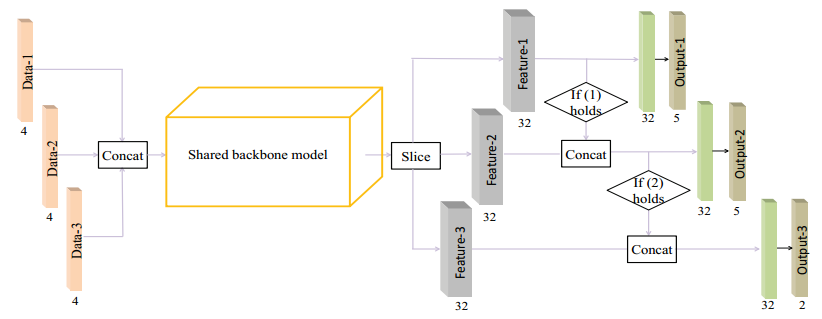 Data-1
4
Data-2
4
Data-3
4
Concat
Shared backbone model
Slice
Feature-1
32
Feature-2
32
Feature-3
32
If (1)
holds
Concat
If (2)
holds
Concat
32
Output-1
5
32
Output-2
5
32
Output-3
2